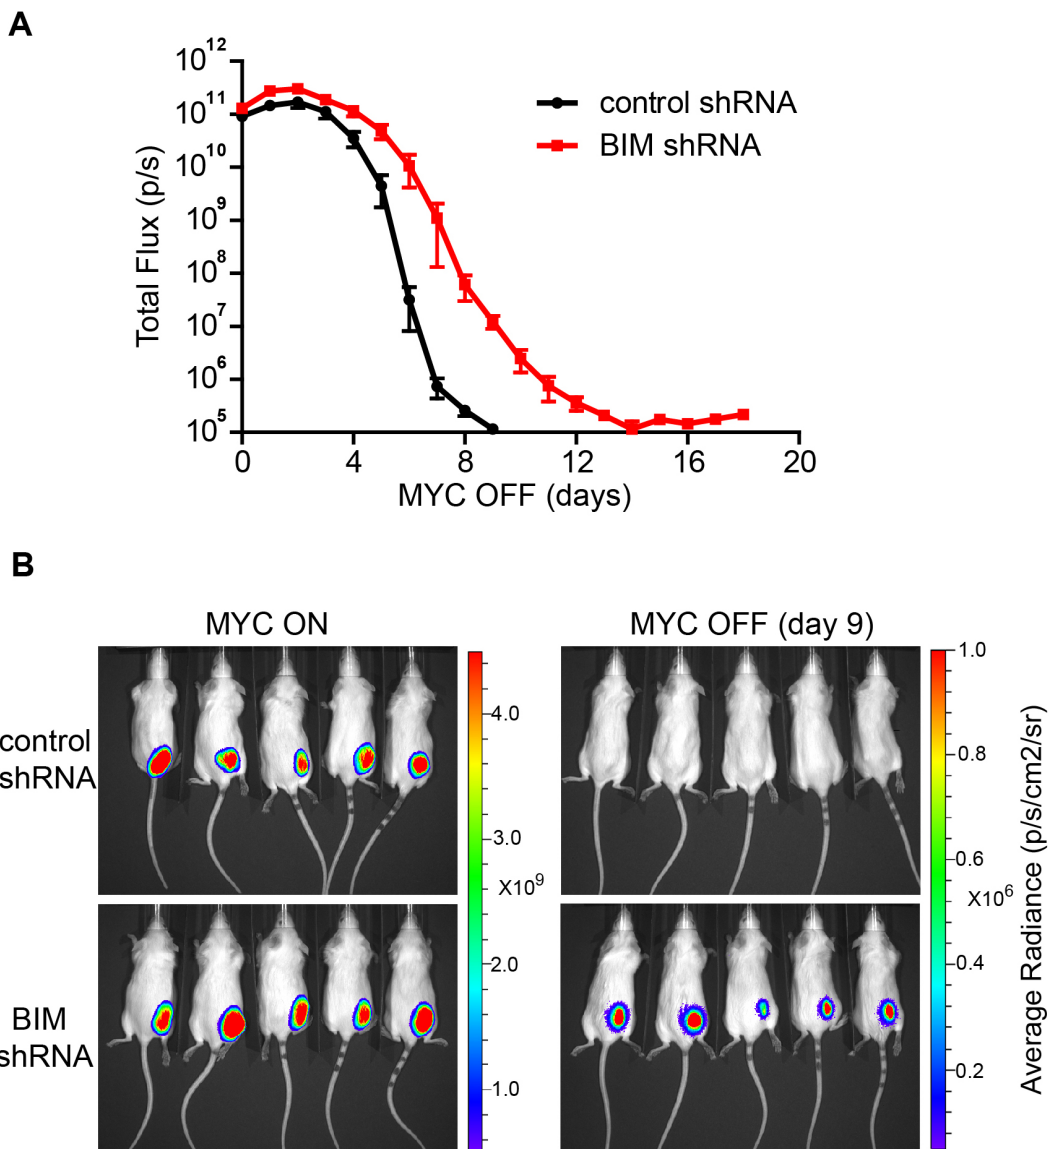 A
10^12
10^11
10^10
10^9
10^8
10^7
10^6
10^5
Total Flux (p/s)
control shRNA
BIM shRNA
0 4 8 12 16 20
MYC OFF (days)
B
MYC ON
MYC OFF (day 9)
control
shRNA
BIM
shRNA
4.0
3.0
X10^9
2.0
1.0
1.0
0.8
0.6
X10^6
0.4
0.2
Average Radiance (p/s/cm2/sr)